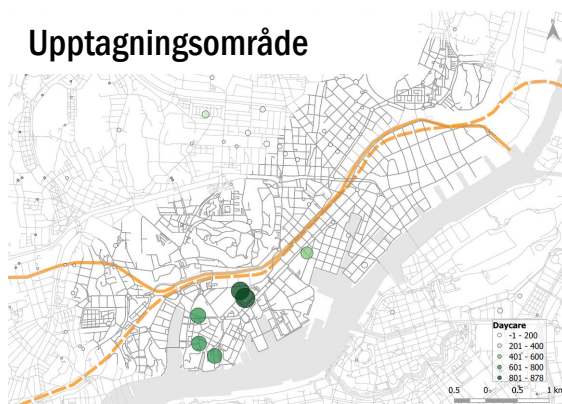 Upptagningsområde
N
Daycare
-1 - 200
201 - 400
401 - 600
601 - 800
801 - 878
0.5 0 0.5 1 km